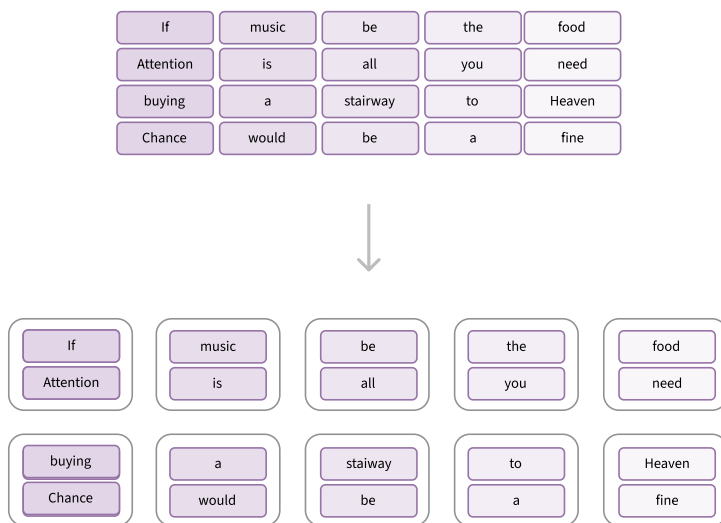 If music be the food
Attention is all you need
buying a stairway to Heaven
Chance would be a fine
If music be the food
Attention is all you need
buying a staiway to Heaven
Chance would be a fine